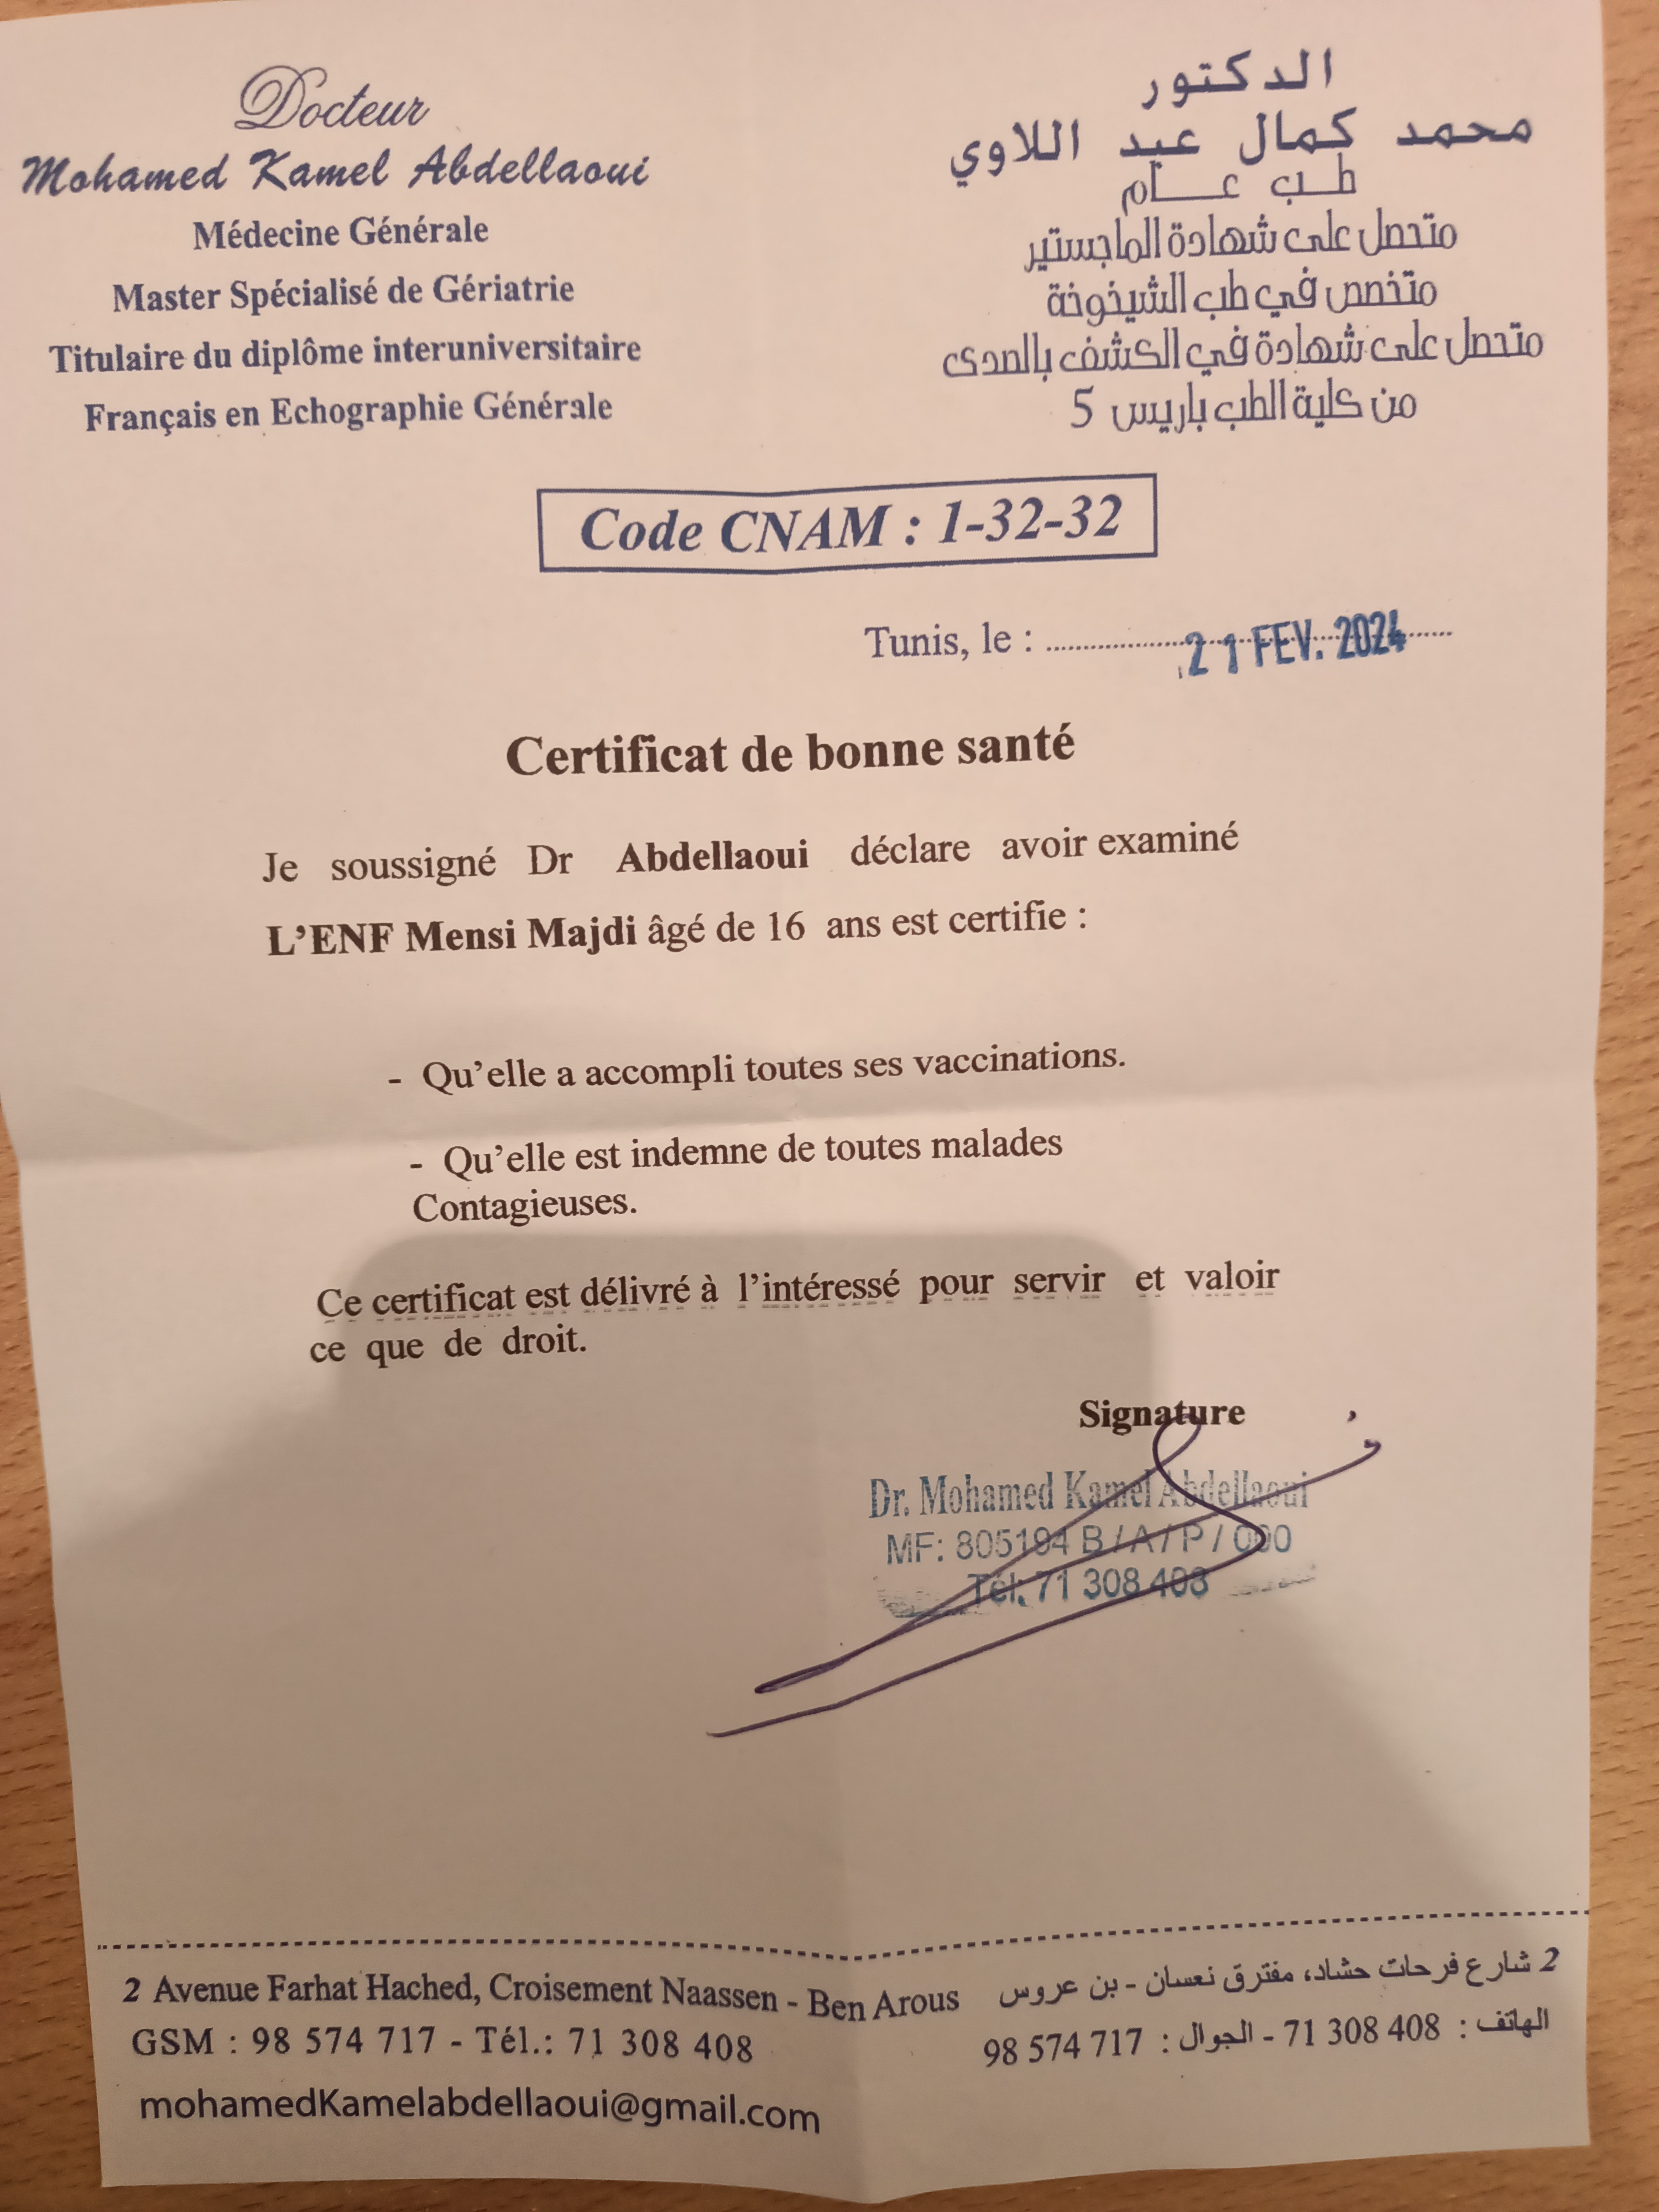 Docteur
Mohamed Kamel Abdellaoui
Médecine Générale
Master Spécialisé de Gériatrie
Titulaire du diplôme interuniversitaire
Français en Echographie Générale
الدكتور
محمد كمال عبد اللاوي
طب عام
متحصل على شهادة الماجستير
متخصص في طب الشيخوخة
متحصل على شهادة في الكشف بالصدى
من كلية الطب باريس 5
Code CNAM : 1-32-32
Tunis, le : 21 FEV. 2024
Certificat de bonne santé
Je soussigné Dr Abdellaoui déclare avoir examiné
L'ENF Mensi Majdi âgé de 16 ans est certifie :
- Qu'elle a accompli toutes ses vaccinations.
- Qu'elle est indemne de toutes malades
Contagieuses.
Ce certificat est délivré à l'intéressé pour servir et valoir
ce que de droit.
Signature
Dr. Mohamed Kamel Abdellaoui
MF: 805194 B / A / P / 000
Tél: 71 308 408
2 Avenue Farhat Hached, Croisement Naassen - Ben Arous
GSM : 98 574 717 - Tél.: 71 308 408
mohamedKamelabdellaoui@gmail.com
2 شارع فرحات حشاد، مفترق نعسان - بن عروس
الهاتف : 408 308 71 - الجوال : 717 574 98